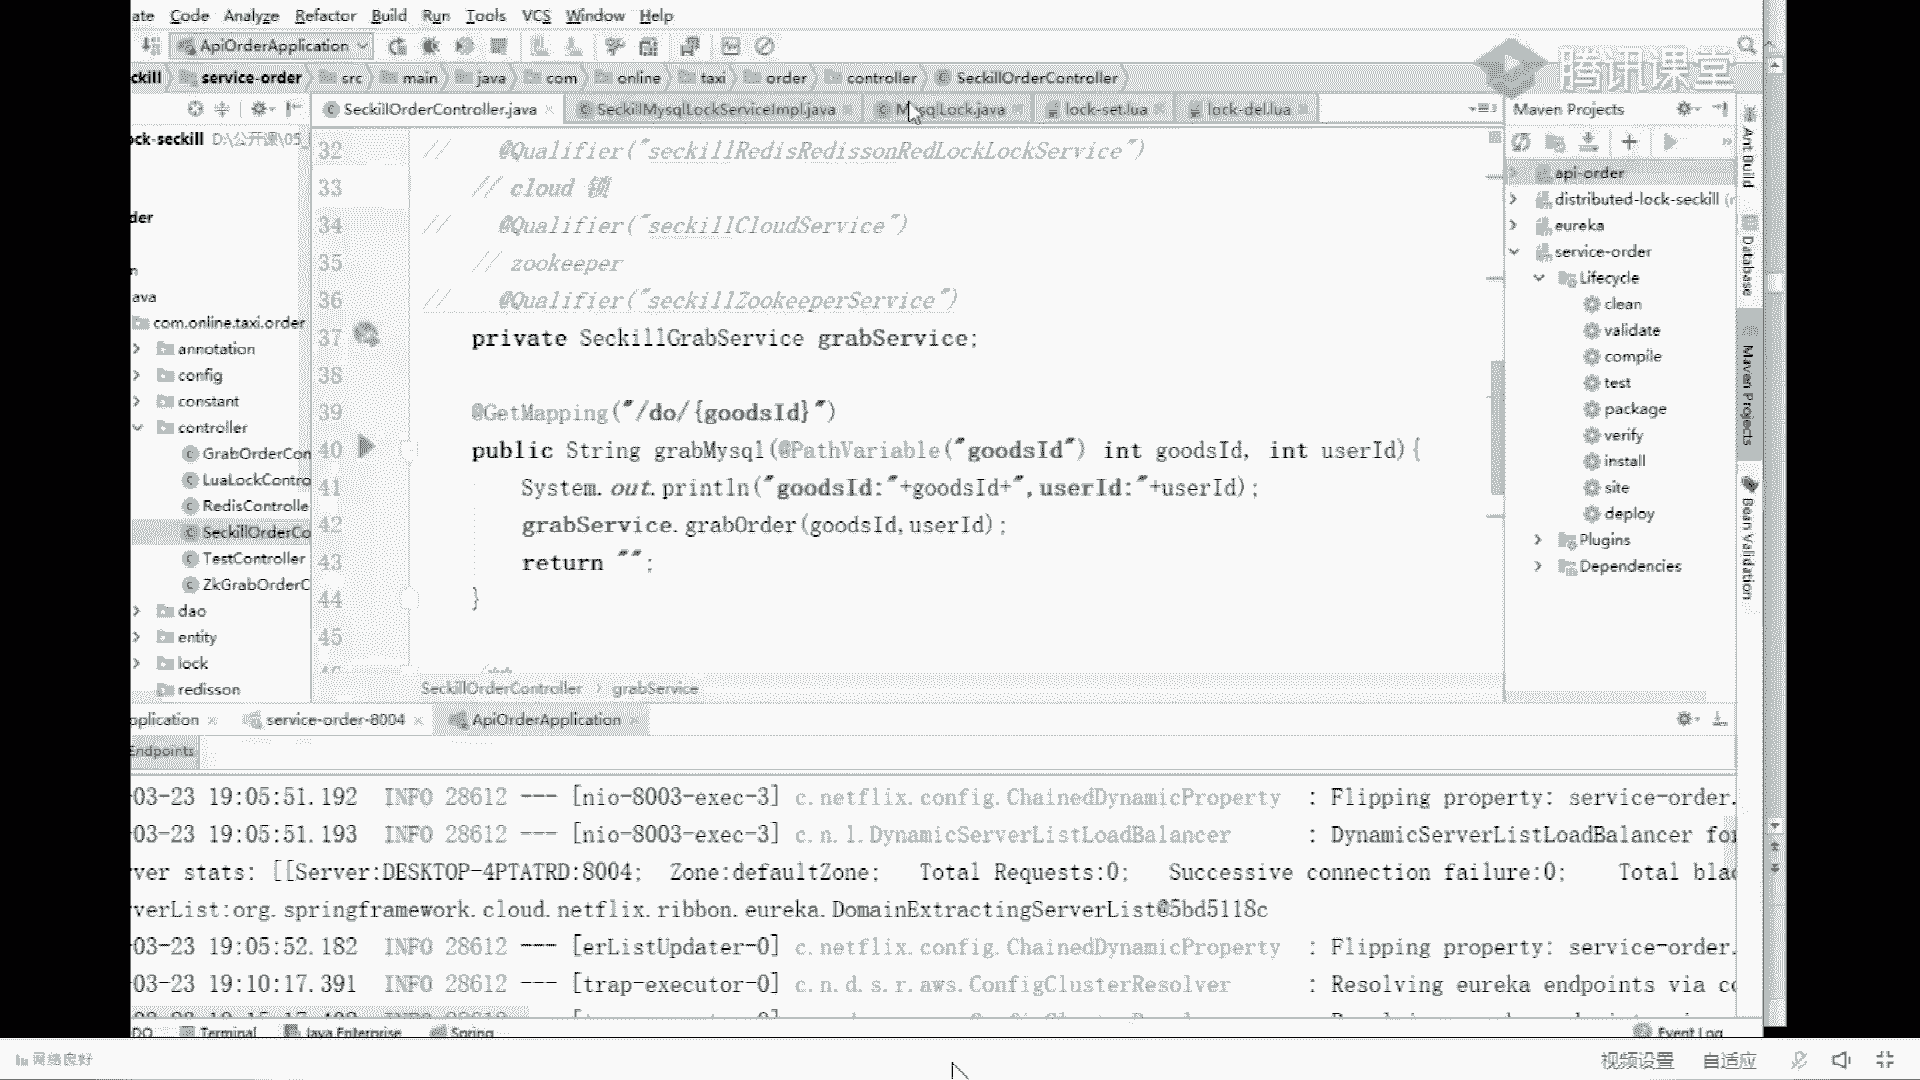 Code Analyze Refactor Build Run Tools VCS Window Help
ApiOrderApplication
腾讯课堂
service-order src main java com online taxi order controller SeckillOrderController
SeckillOrderController.java SeckillMysqlLockServiceImpl.java lock-set.lua lock-del.lua
Maven Projects
ck-seckill D:\公开课\05_
32 // @Qualifier("seckillRedisRedissonRedLockLockService")
33 // cloud 锁
34 // @Qualifier("seckillCloudService")
35 // zookeeper
36 // @Qualifier("seckillZookeeperService")
37 private SeckillGrabService grabService;
38
39 @GetMapping("/do/{goodsId}")
40 public String grabMysql(@PathVariable("goodsId") int goodsId, int userId){
41 System.out.println("goodsId:"+goodsId+",userId:"+userId);
42 grabService.grabOrder(goodsId,userId);
43 return "";
44 }
45
SeckillOrderController grabService
com.online.taxi.order
annotation
config
constant
controller
GrabOrderCon
LuaLockContro
RedisControlle
SeckillOrderCo
TestController
ZkGrabOrderC
dao
entity
lock
redisson
api-order
distributed-lock-seckill
eureka
service-order
Lifecycle
clean
validate
compile
test
package
verify
install
site
deploy
Plugins
Dependencies
Ant Build
Database
Maven Projects
Bean Validation
pplication service-order-8004 ApiOrderApplication
Endpoints
-03-23 19:05:51.192 INFO 28612 --- [nio-8003-exec-3] c.netflix.config.ChainedDynamicProperty : Flipping property: service-order.
-03-23 19:05:51.193 INFO 28612 --- [nio-8003-exec-3] c.n.l.DynamicServerListLoadBalancer : DynamicServerListLoadBalancer for
ver stats: [[Server:DESKTOP-4PTATRD:8004; Zone:defaultZone; Total Requests:0; Successive connection failure:0; Total blac
verList:org.springframework.cloud.netflix.ribbon.eureka.DomainExtractingServerList@5bd5118c
-03-23 19:05:52.182 INFO 28612 --- [erListUpdater-0] c.netflix.config.ChainedDynamicProperty : Flipping property: service-order.
-03-23 19:10:17.391 INFO 28612 --- [trap-executor-0] c.n.d.s.r.aws.ConfigClusterResolver : Resolving eureka endpoints via co
Terminal Java Enterprise Spring Event Log
网络良好 视频设置 自适应